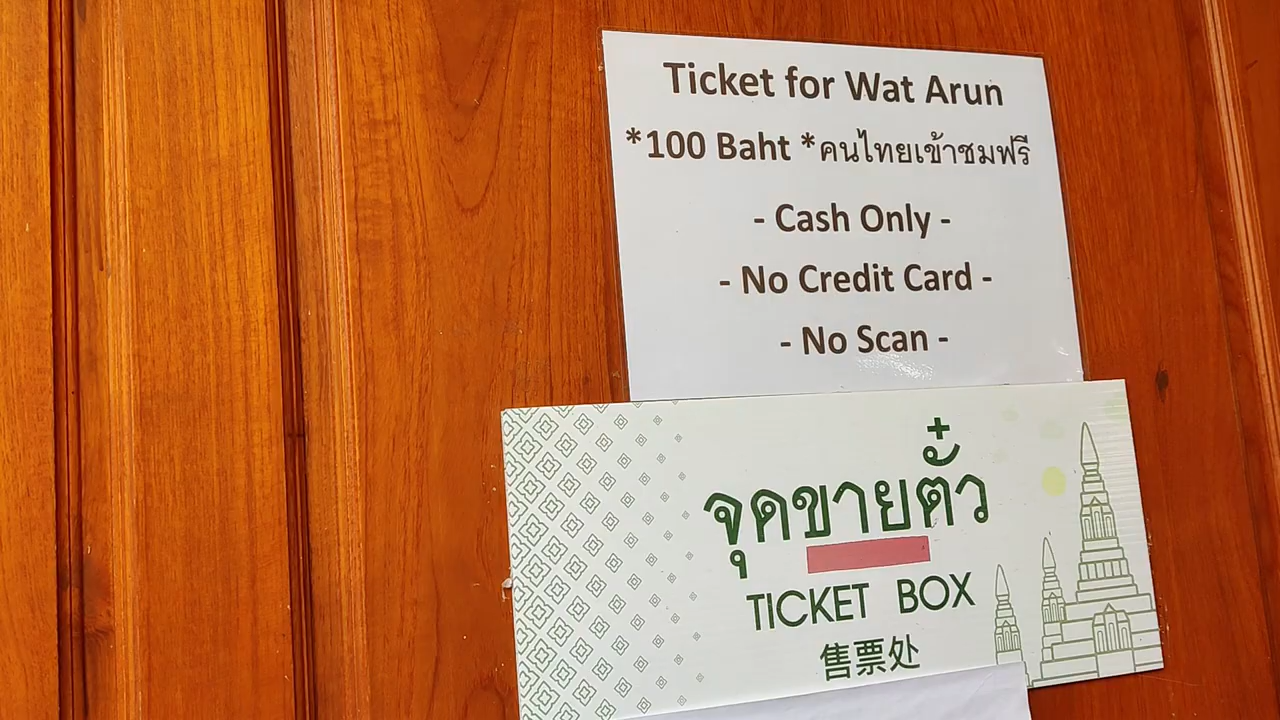 Ticket for Wat Arun
*100 Baht *คนไทยเข้าชมฟรี
- Cash Only -
- No Credit Card -
- No Scan -
จุดขายตั๋ว
TICKET BOX
售票处